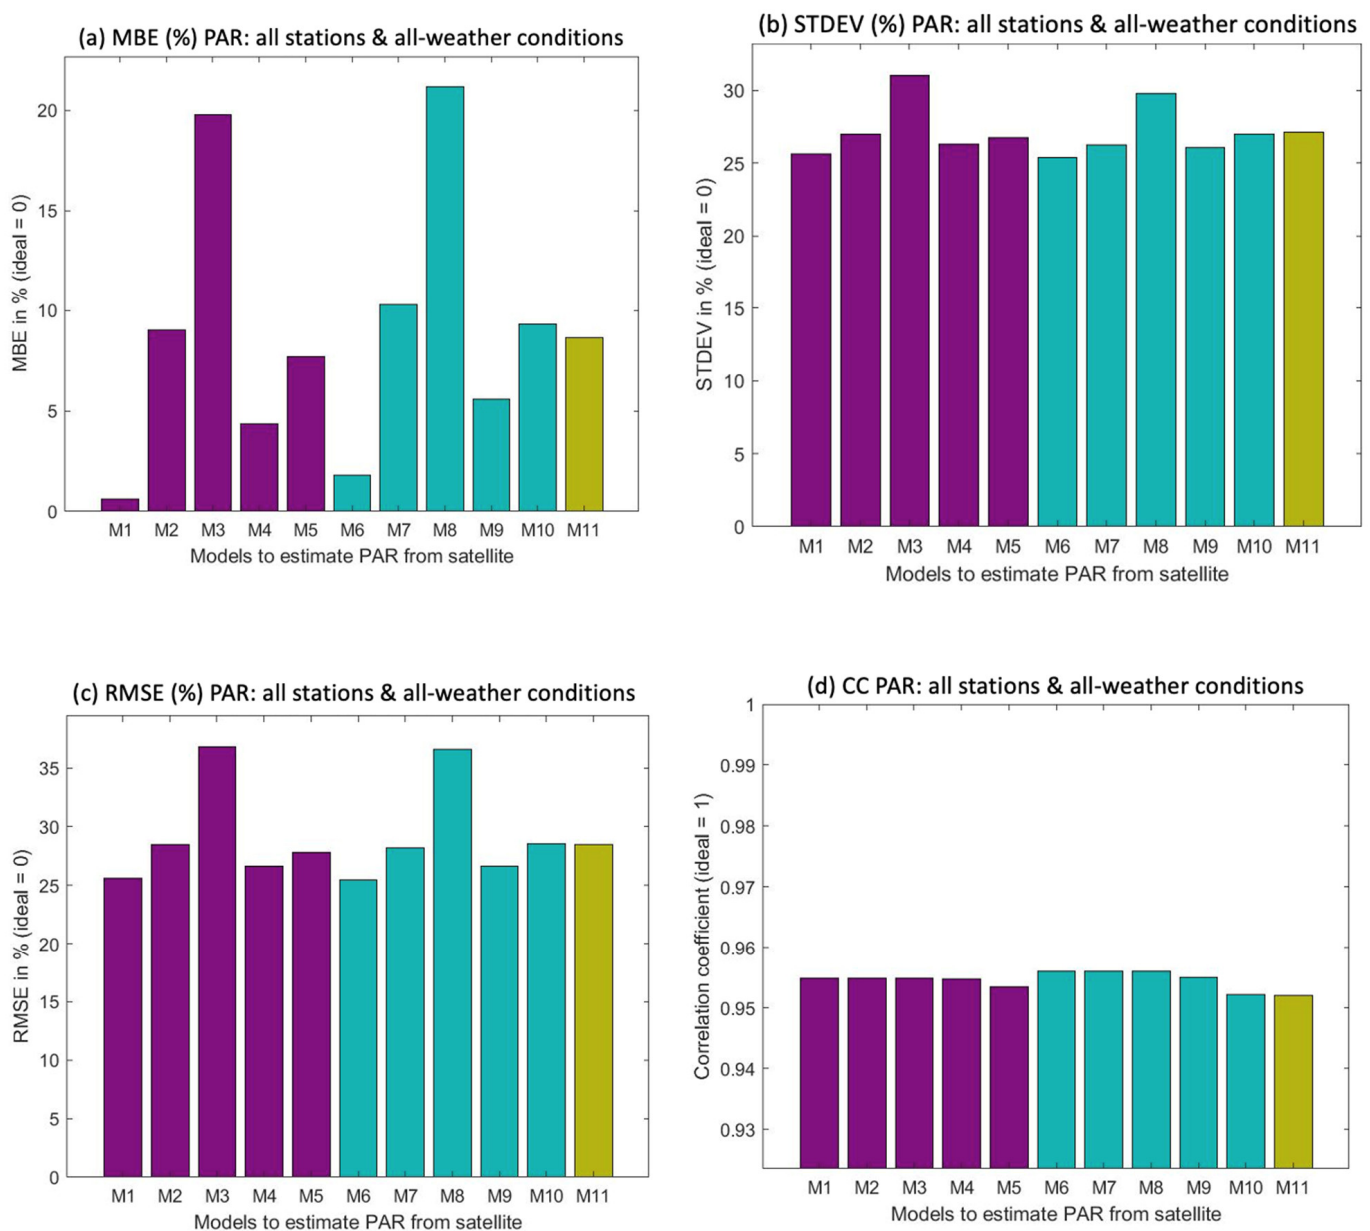 (a) MBE (%) PAR: all stations & all-weather conditions
MBE in % (ideal = 0)
20
15
10
5
0
M1 M2 M3 M4 M5 M6 M7 M8 M9 M10 M11
Models to estimate PAR from satellite
(b) STDEV (%) PAR: all stations & all-weather conditions
STDEV in % (ideal = 0)
30
25
20
15
10
5
0
M1 M2 M3 M4 M5 M6 M7 M8 M9 M10 M11
Models to estimate PAR from satellite
(c) RMSE (%) PAR: all stations & all-weather conditions
RMSE in % (ideal = 0)
35
30
25
20
15
10
5
0
M1 M2 M3 M4 M5 M6 M7 M8 M9 M10 M11
Models to estimate PAR from satellite
(d) CC PAR: all stations & all-weather conditions
Correlation coefficient (ideal = 1)
1
0.99
0.98
0.97
0.96
0.95
0.94
0.93
M1 M2 M3 M4 M5 M6 M7 M8 M9 M10 M11
Models to estimate PAR from satellite